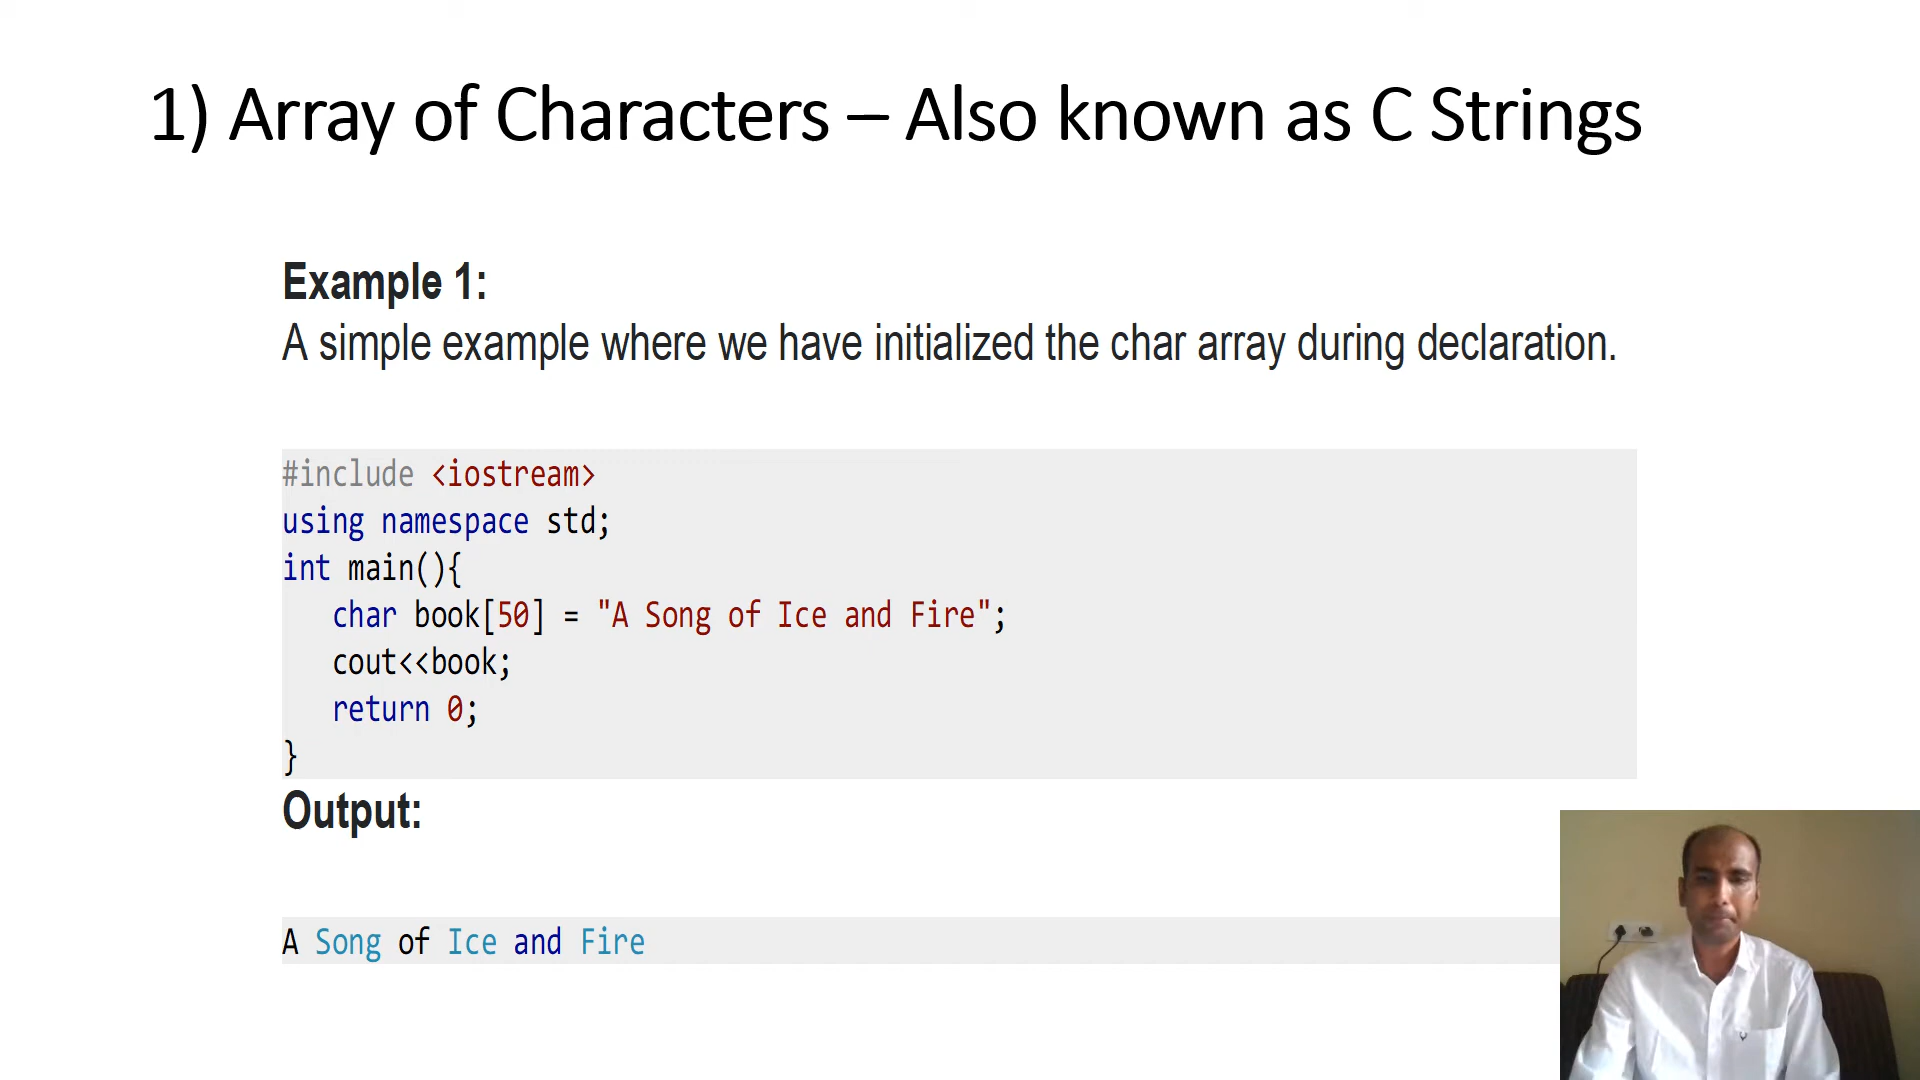 1) Array of Characters – Also known as C Strings
Example 1:
A simple example where we have initialized the char array during declaration.
#include <iostream>
using namespace std;
int main(){
   char book[50] = "A Song of Ice and Fire";
   cout<<book;
   return 0;
}
Output:
A Song of Ice and Fire